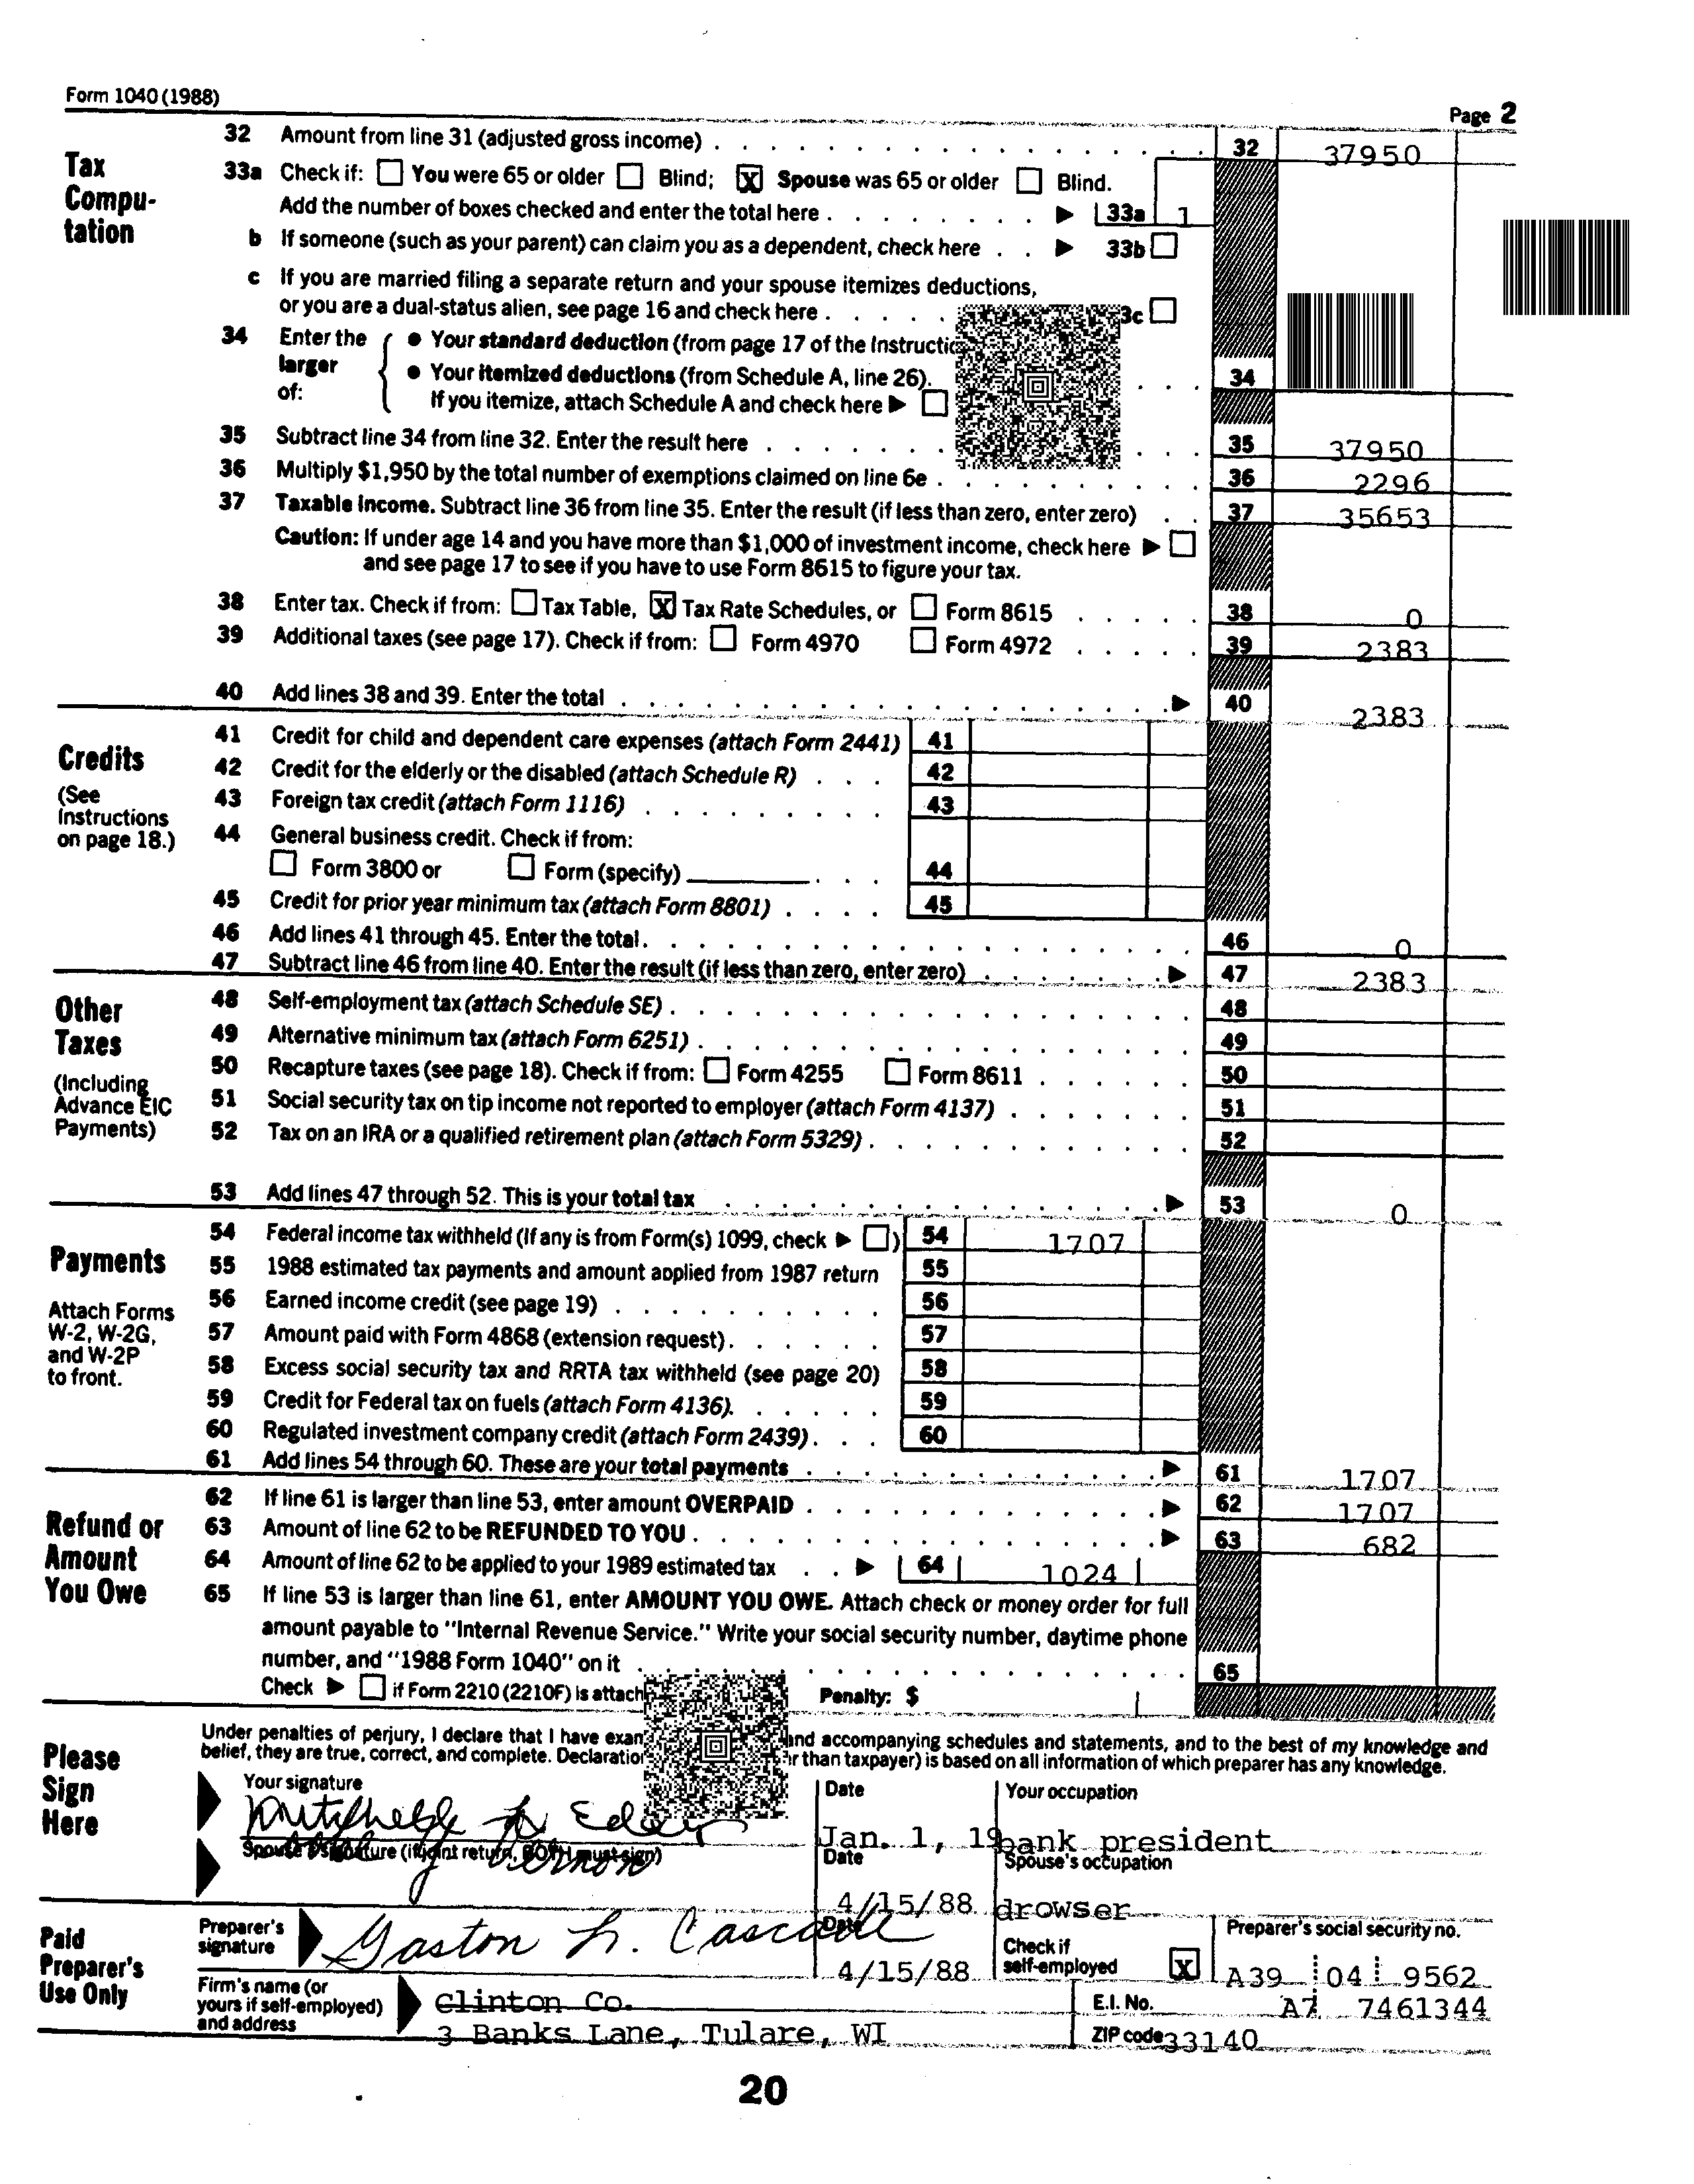 Form 1040 (1988)
Page 2
Tax Compu-tation
32 Amount from line 31 (adjusted gross income) 32 37950
33a Check if: You were 65 or older Blind; X Spouse was 65 or older Blind.
Add the number of boxes checked and enter the total here 33a 1
b If someone (such as your parent) can claim you as a dependent, check here 33b
c If you are married filing a separate return and your spouse itemizes deductions,
or you are a dual-status alien, see page 16 and check here 3c
34 Enter the larger of:
• Your standard deduction (from page 17 of the
• Your itemized deductions (from Schedule A, line 26). 34
If you itemize, attach Schedule A and check here
35 Subtract line 34 from line 32. Enter the result here 35 37950
36 Multiply $1,950 by the total number of exemptions claimed on line 6e 36 2296
37 Taxable income. Subtract line 36 from line 35. Enter the result (if less than zero, enter zero) 37 35653
Caution: If under age 14 and you have more than $1,000 of investment income, check here
and see page 17 to see if you have to use Form 8615 to figure your tax.
38 Enter tax. Check if from: Tax Table, X Tax Rate Schedules, or Form 8615 38 0
39 Additional taxes (see page 17). Check if from: Form 4970 Form 4972 39 2383
40 Add lines 38 and 39. Enter the total 40 2383
Credits
(See Instructions on page 18.)
41 Credit for child and dependent care expenses (attach Form 2441) 41
42 Credit for the elderly or the disabled (attach Schedule R) 42
43 Foreign tax credit (attach Form 1116) 43
44 General business credit. Check if from:
Form 3800 or Form (specify) 44
45 Credit for prior year minimum tax (attach Form 8801) 45
46 Add lines 41 through 45. Enter the total. 46 0
47 Subtract line 46 from line 40. Enter the result (if less than zero, enter zero) 47 2383
Other Taxes
(Including Advance EIC Payments)
48 Self-employment tax (attach Schedule SE) 48
49 Alternative minimum tax (attach Form 6251) 49
50 Recapture taxes (see page 18). Check if from: Form 4255 Form 8611 50
51 Social security tax on tip income not reported to employer (attach Form 4137) 51
52 Tax on an IRA or a qualified retirement plan (attach Form 5329) 52
53 Add lines 47 through 52. This is your total tax 53 0
Payments
Attach Forms W-2, W-2G, and W-2P to front.
54 Federal income tax withheld (If any is from Form(s) 1099, check ) 54 1707
55 1988 estimated tax payments and amount applied from 1987 return 55
56 Earned income credit (see page 19) 56
57 Amount paid with Form 4868 (extension request) 57
58 Excess social security tax and RRTA tax withheld (see page 20) 58
59 Credit for Federal tax on fuels (attach Form 4136). 59
60 Regulated investment company credit (attach Form 2439) 60
61 Add lines 54 through 60. These are your total payments 61 1707
Refund or Amount You Owe
62 If line 61 is larger than line 53, enter amount OVERPAID 62 1707
63 Amount of line 62 to be REFUNDED TO YOU 63 682
64 Amount of line 62 to be applied to your 1989 estimated tax 64 1024
65 If line 53 is larger than line 61, enter AMOUNT YOU OWE. Attach check or money order for full
amount payable to "Internal Revenue Service." Write your social security number, daytime phone
number, and "1988 Form 1040" on it 65
Check if Form 2210 (2210F) is Penalty: $
Please Sign Here
Under penalties of perjury, I declare that I have and accompanying schedules and statements, and to the best of my knowledge and
belief, they are true, correct, and complete. than taxpayer) is based on all information of which preparer has any knowledge.
Your signature Date Your occupation
Jan. 1, 19 bank president
Spouse's signature (if joint return, BOTH must sign) Date Spouse's occupation
Vernon
4/15/88 drowser
Paid Preparer's Use Only
Preparer's signature Gaston L. Date 4/15/88 Check if self-employed X Preparer's social security no. A39 04 9562
Firm's name (or yours if self-employed) and address Clinton Co. E.I. No. A7 7461344
3 Banks Lane, Tulare, WI ZIP code 33140
20